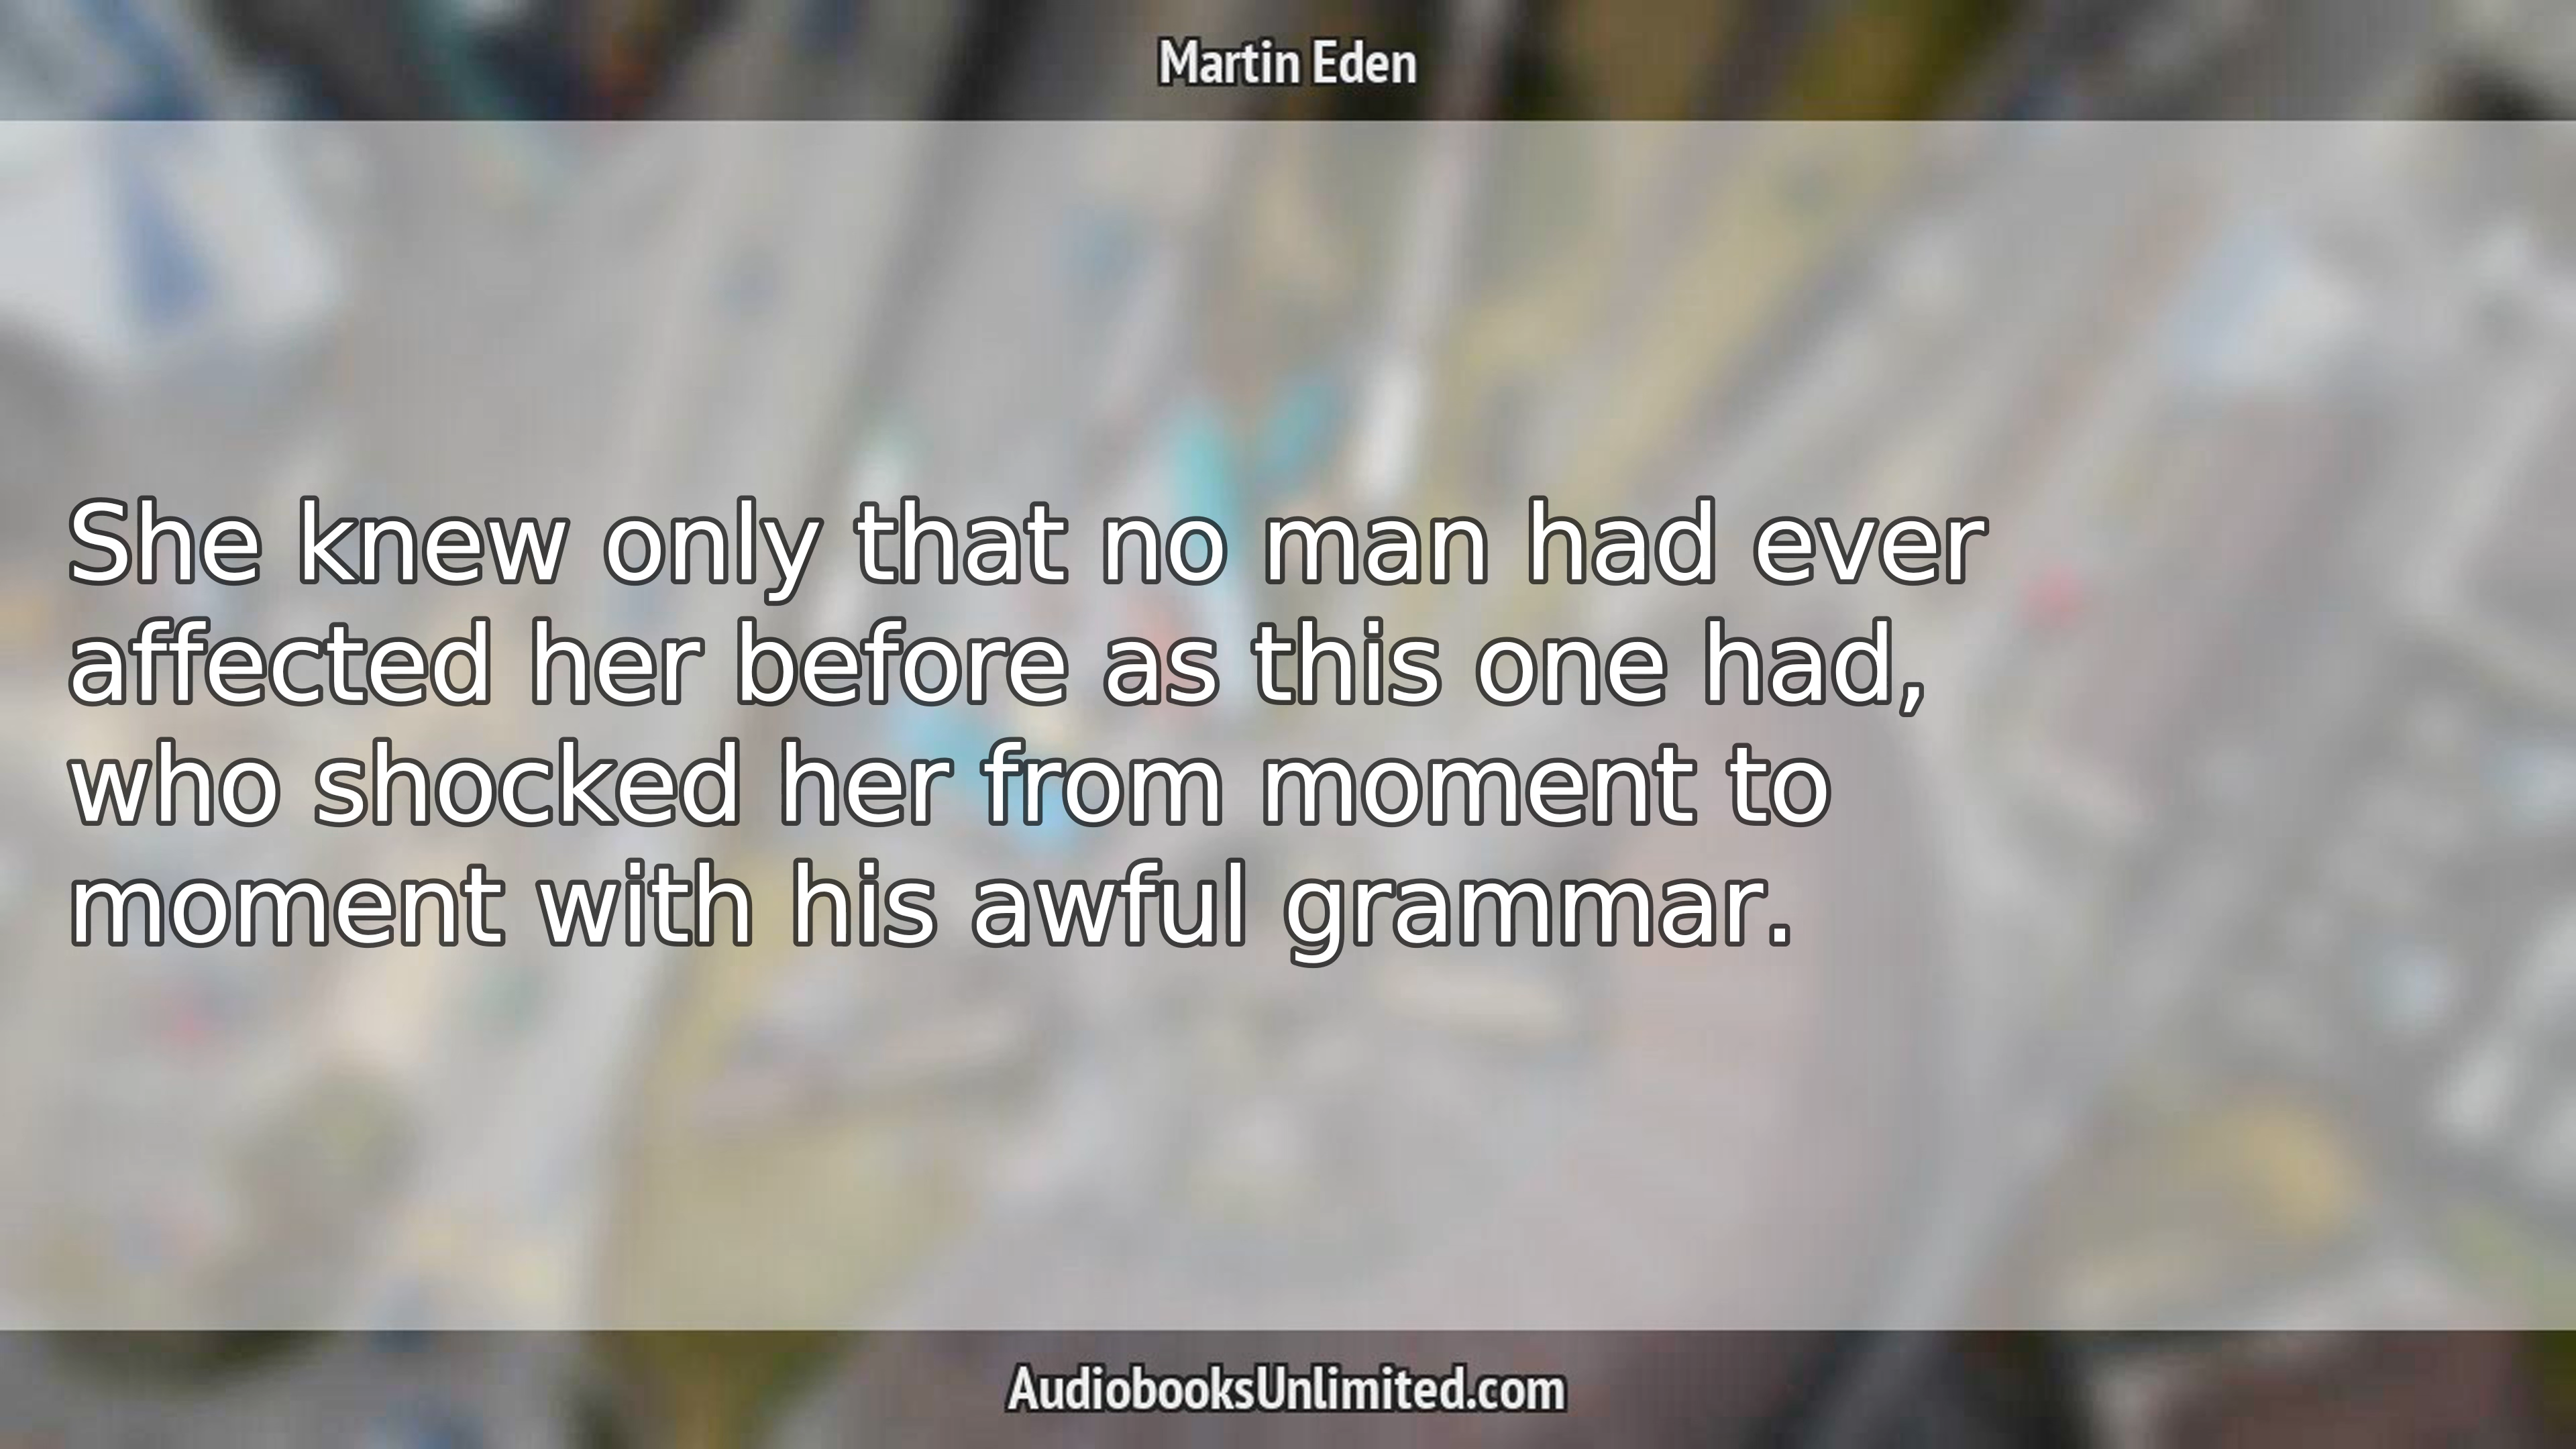 Martin Eden
She knew only that no man had ever
affected her before as this one had,
who shocked her from moment to
moment with his awful grammar.
AudiobooksUnlimited.com